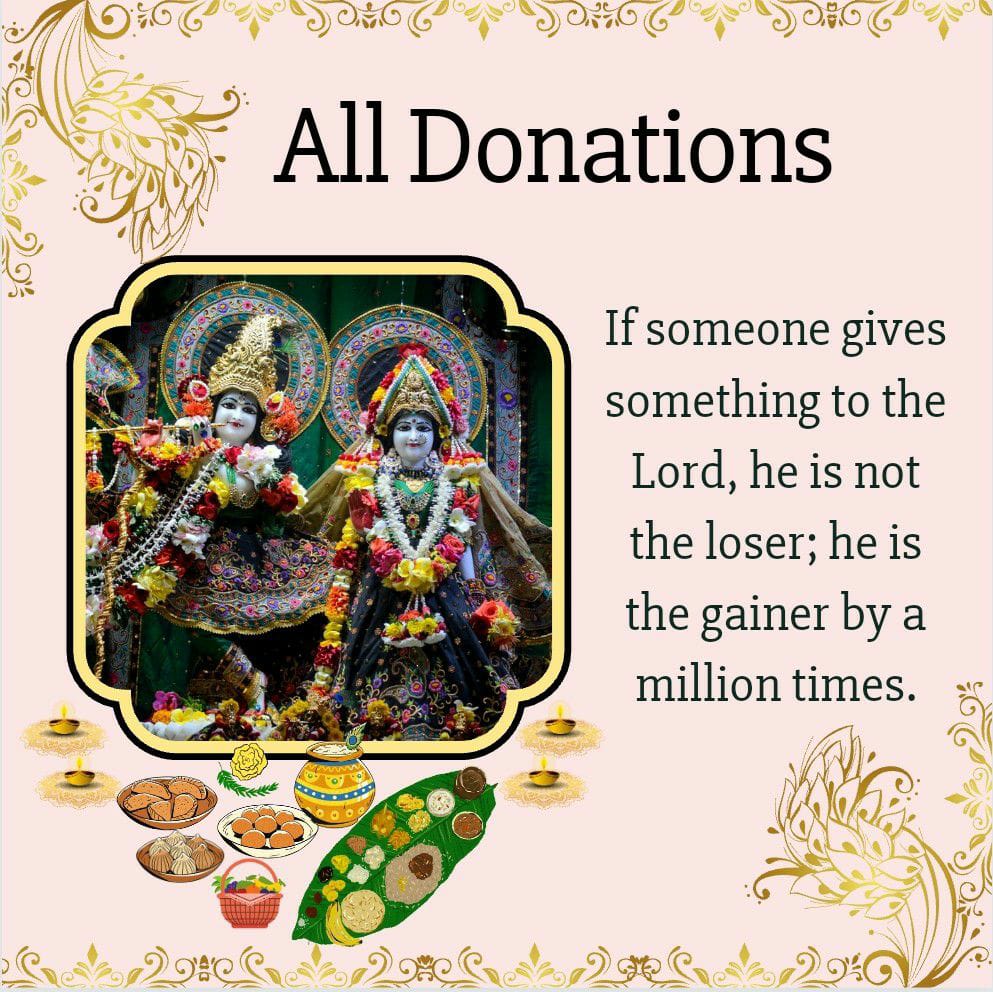 All Donations
If someone gives
something to the
Lord, he is not
the loser; he is
the gainer by a
million times.